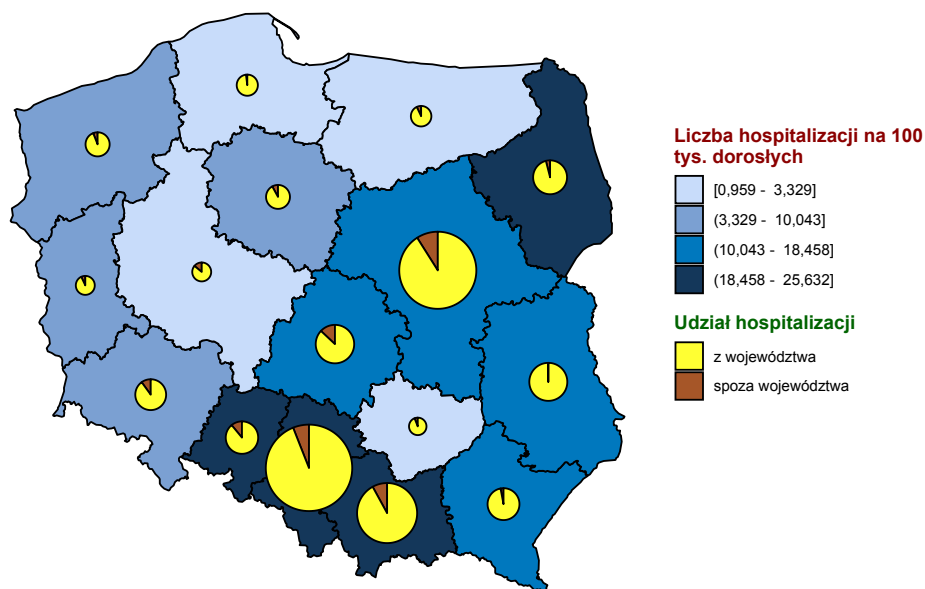 Liczba hospitalizacji na 100
tys. dorosłych
[0,959 - 3,329]
(3,329 - 10,043]
(10,043 - 18,458]
(18,458 - 25,632]
Udział hospitalizacji
z województwa
spoza województwa